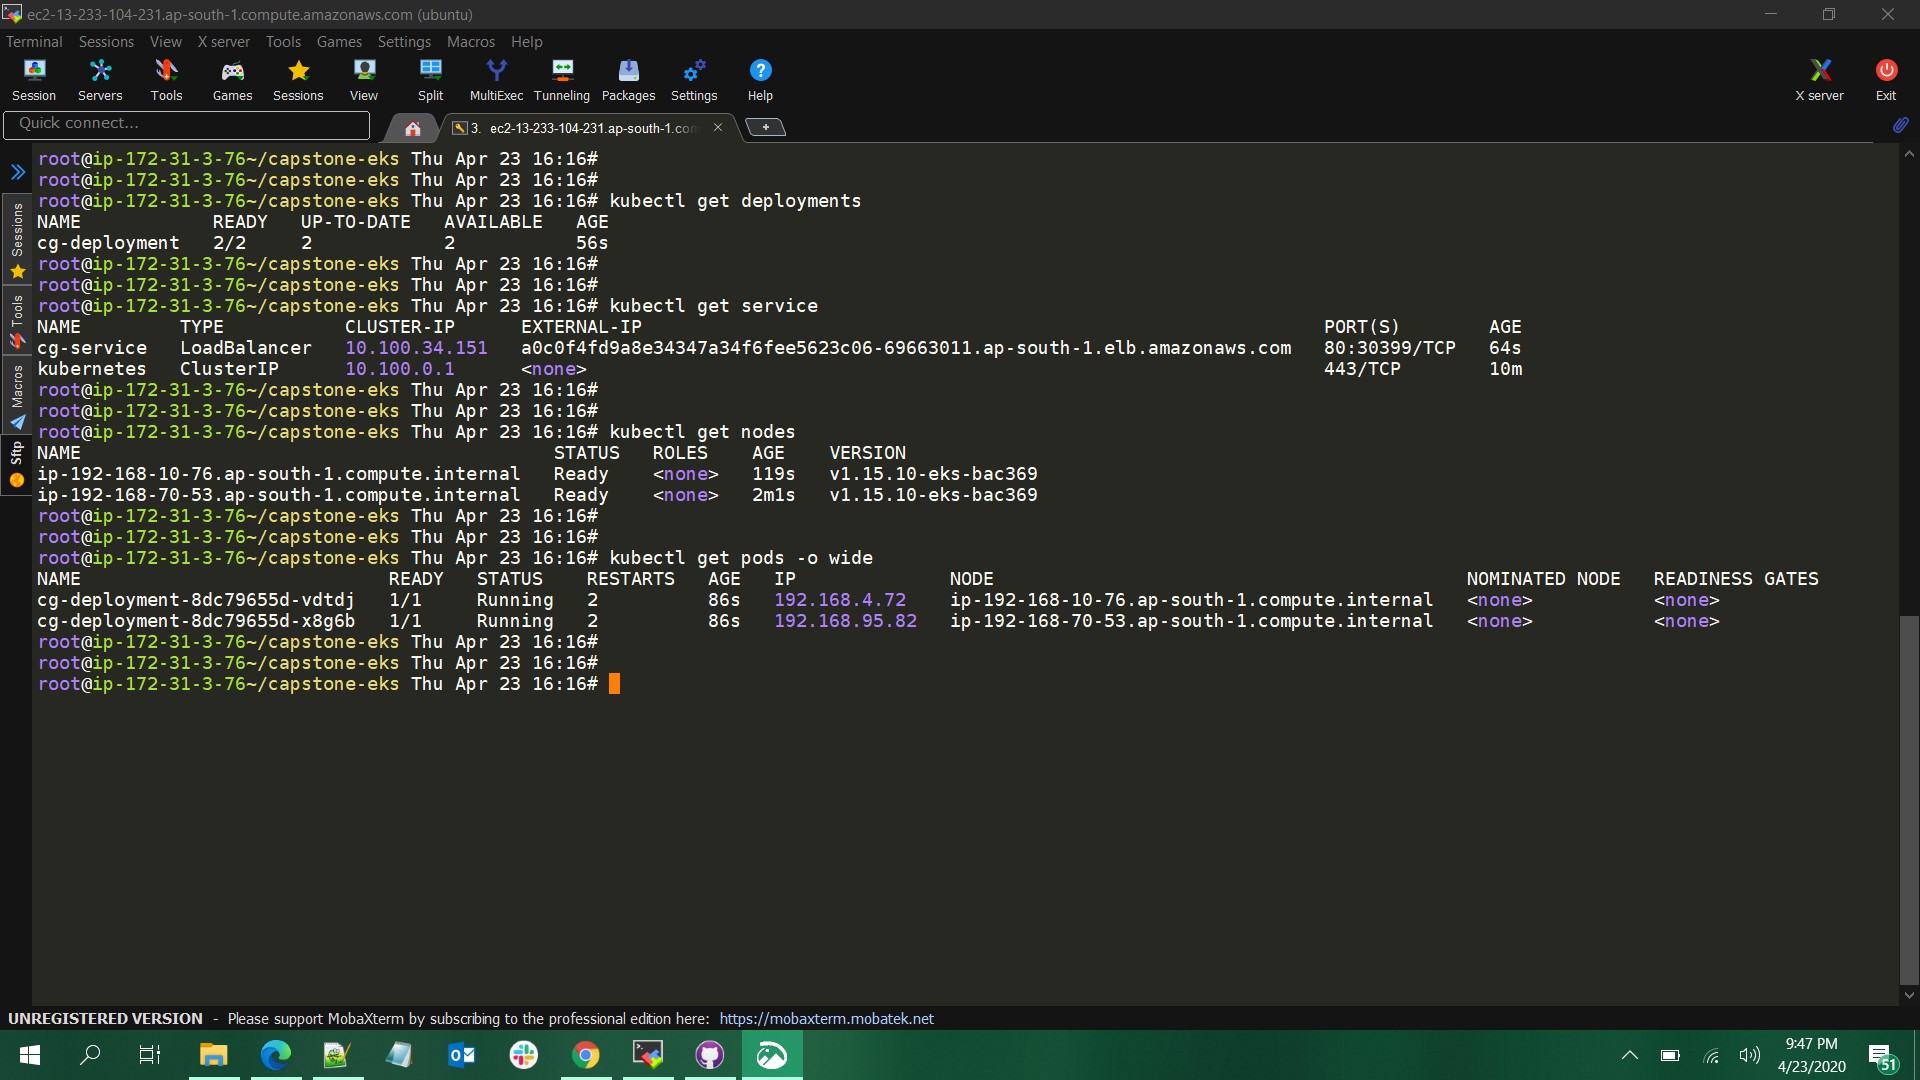 ec2-13-233-104-231.ap-south-1.compute.amazonaws.com (ubuntu)
Terminal Sessions View X server Tools Games Settings Macros Help
Session Servers Tools Games Sessions View Split MultiExec Tunneling Packages Settings Help X server Exit
Quick connect...
3. ec2-13-233-104-231.ap-south-1.con
Sessions
Tools
Macros
Sftp
root@ip-172-31-3-76~/capstone-eks Thu Apr 23 16:16#
root@ip-172-31-3-76~/capstone-eks Thu Apr 23 16:16#
root@ip-172-31-3-76~/capstone-eks Thu Apr 23 16:16# kubectl get deployments
NAME READY UP-TO-DATE AVAILABLE AGE
cg-deployment 2/2 2 2 56s
root@ip-172-31-3-76~/capstone-eks Thu Apr 23 16:16#
root@ip-172-31-3-76~/capstone-eks Thu Apr 23 16:16#
root@ip-172-31-3-76~/capstone-eks Thu Apr 23 16:16# kubectl get service
NAME TYPE CLUSTER-IP EXTERNAL-IP PORT(S) AGE
cg-service LoadBalancer 10.100.34.151 a0c0f4fd9a8e34347a34f6fee5623c06-69663011.ap-south-1.elb.amazonaws.com 80:30399/TCP 64s
kubernetes ClusterIP 10.100.0.1 <none> 443/TCP 10m
root@ip-172-31-3-76~/capstone-eks Thu Apr 23 16:16#
root@ip-172-31-3-76~/capstone-eks Thu Apr 23 16:16#
root@ip-172-31-3-76~/capstone-eks Thu Apr 23 16:16# kubectl get nodes
NAME STATUS ROLES AGE VERSION
ip-192-168-10-76.ap-south-1.compute.internal Ready <none> 119s v1.15.10-eks-bac369
ip-192-168-70-53.ap-south-1.compute.internal Ready <none> 2m1s v1.15.10-eks-bac369
root@ip-172-31-3-76~/capstone-eks Thu Apr 23 16:16#
root@ip-172-31-3-76~/capstone-eks Thu Apr 23 16:16#
root@ip-172-31-3-76~/capstone-eks Thu Apr 23 16:16# kubectl get pods -o wide
NAME READY STATUS RESTARTS AGE IP NODE NOMINATED NODE READINESS GATES
cg-deployment-8dc79655d-vdtdj 1/1 Running 2 86s 192.168.4.72 ip-192-168-10-76.ap-south-1.compute.internal <none> <none>
cg-deployment-8dc79655d-x8g6b 1/1 Running 2 86s 192.168.95.82 ip-192-168-70-53.ap-south-1.compute.internal <none> <none>
root@ip-172-31-3-76~/capstone-eks Thu Apr 23 16:16#
root@ip-172-31-3-76~/capstone-eks Thu Apr 23 16:16#
root@ip-172-31-3-76~/capstone-eks Thu Apr 23 16:16#
UNREGISTERED VERSION - Please support MobaXterm by subscribing to the professional edition here: https://mobaxterm.mobatek.net
9:47 PM
4/23/2020
51